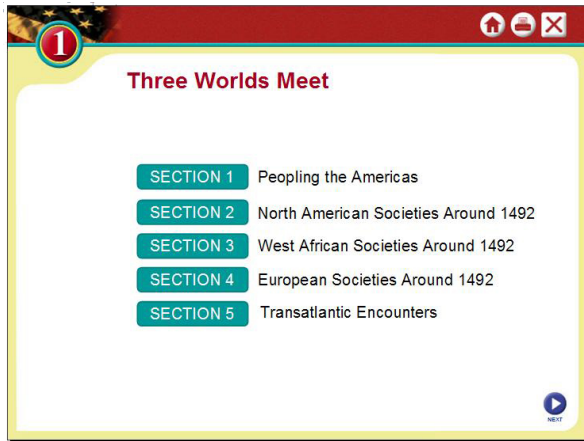 1
Three Worlds Meet
SECTION 1 Peopling the Americas
SECTION 2 North American Societies Around 1492
SECTION 3 West African Societies Around 1492
SECTION 4 European Societies Around 1492
SECTION 5 Transatlantic Encounters
NEXT